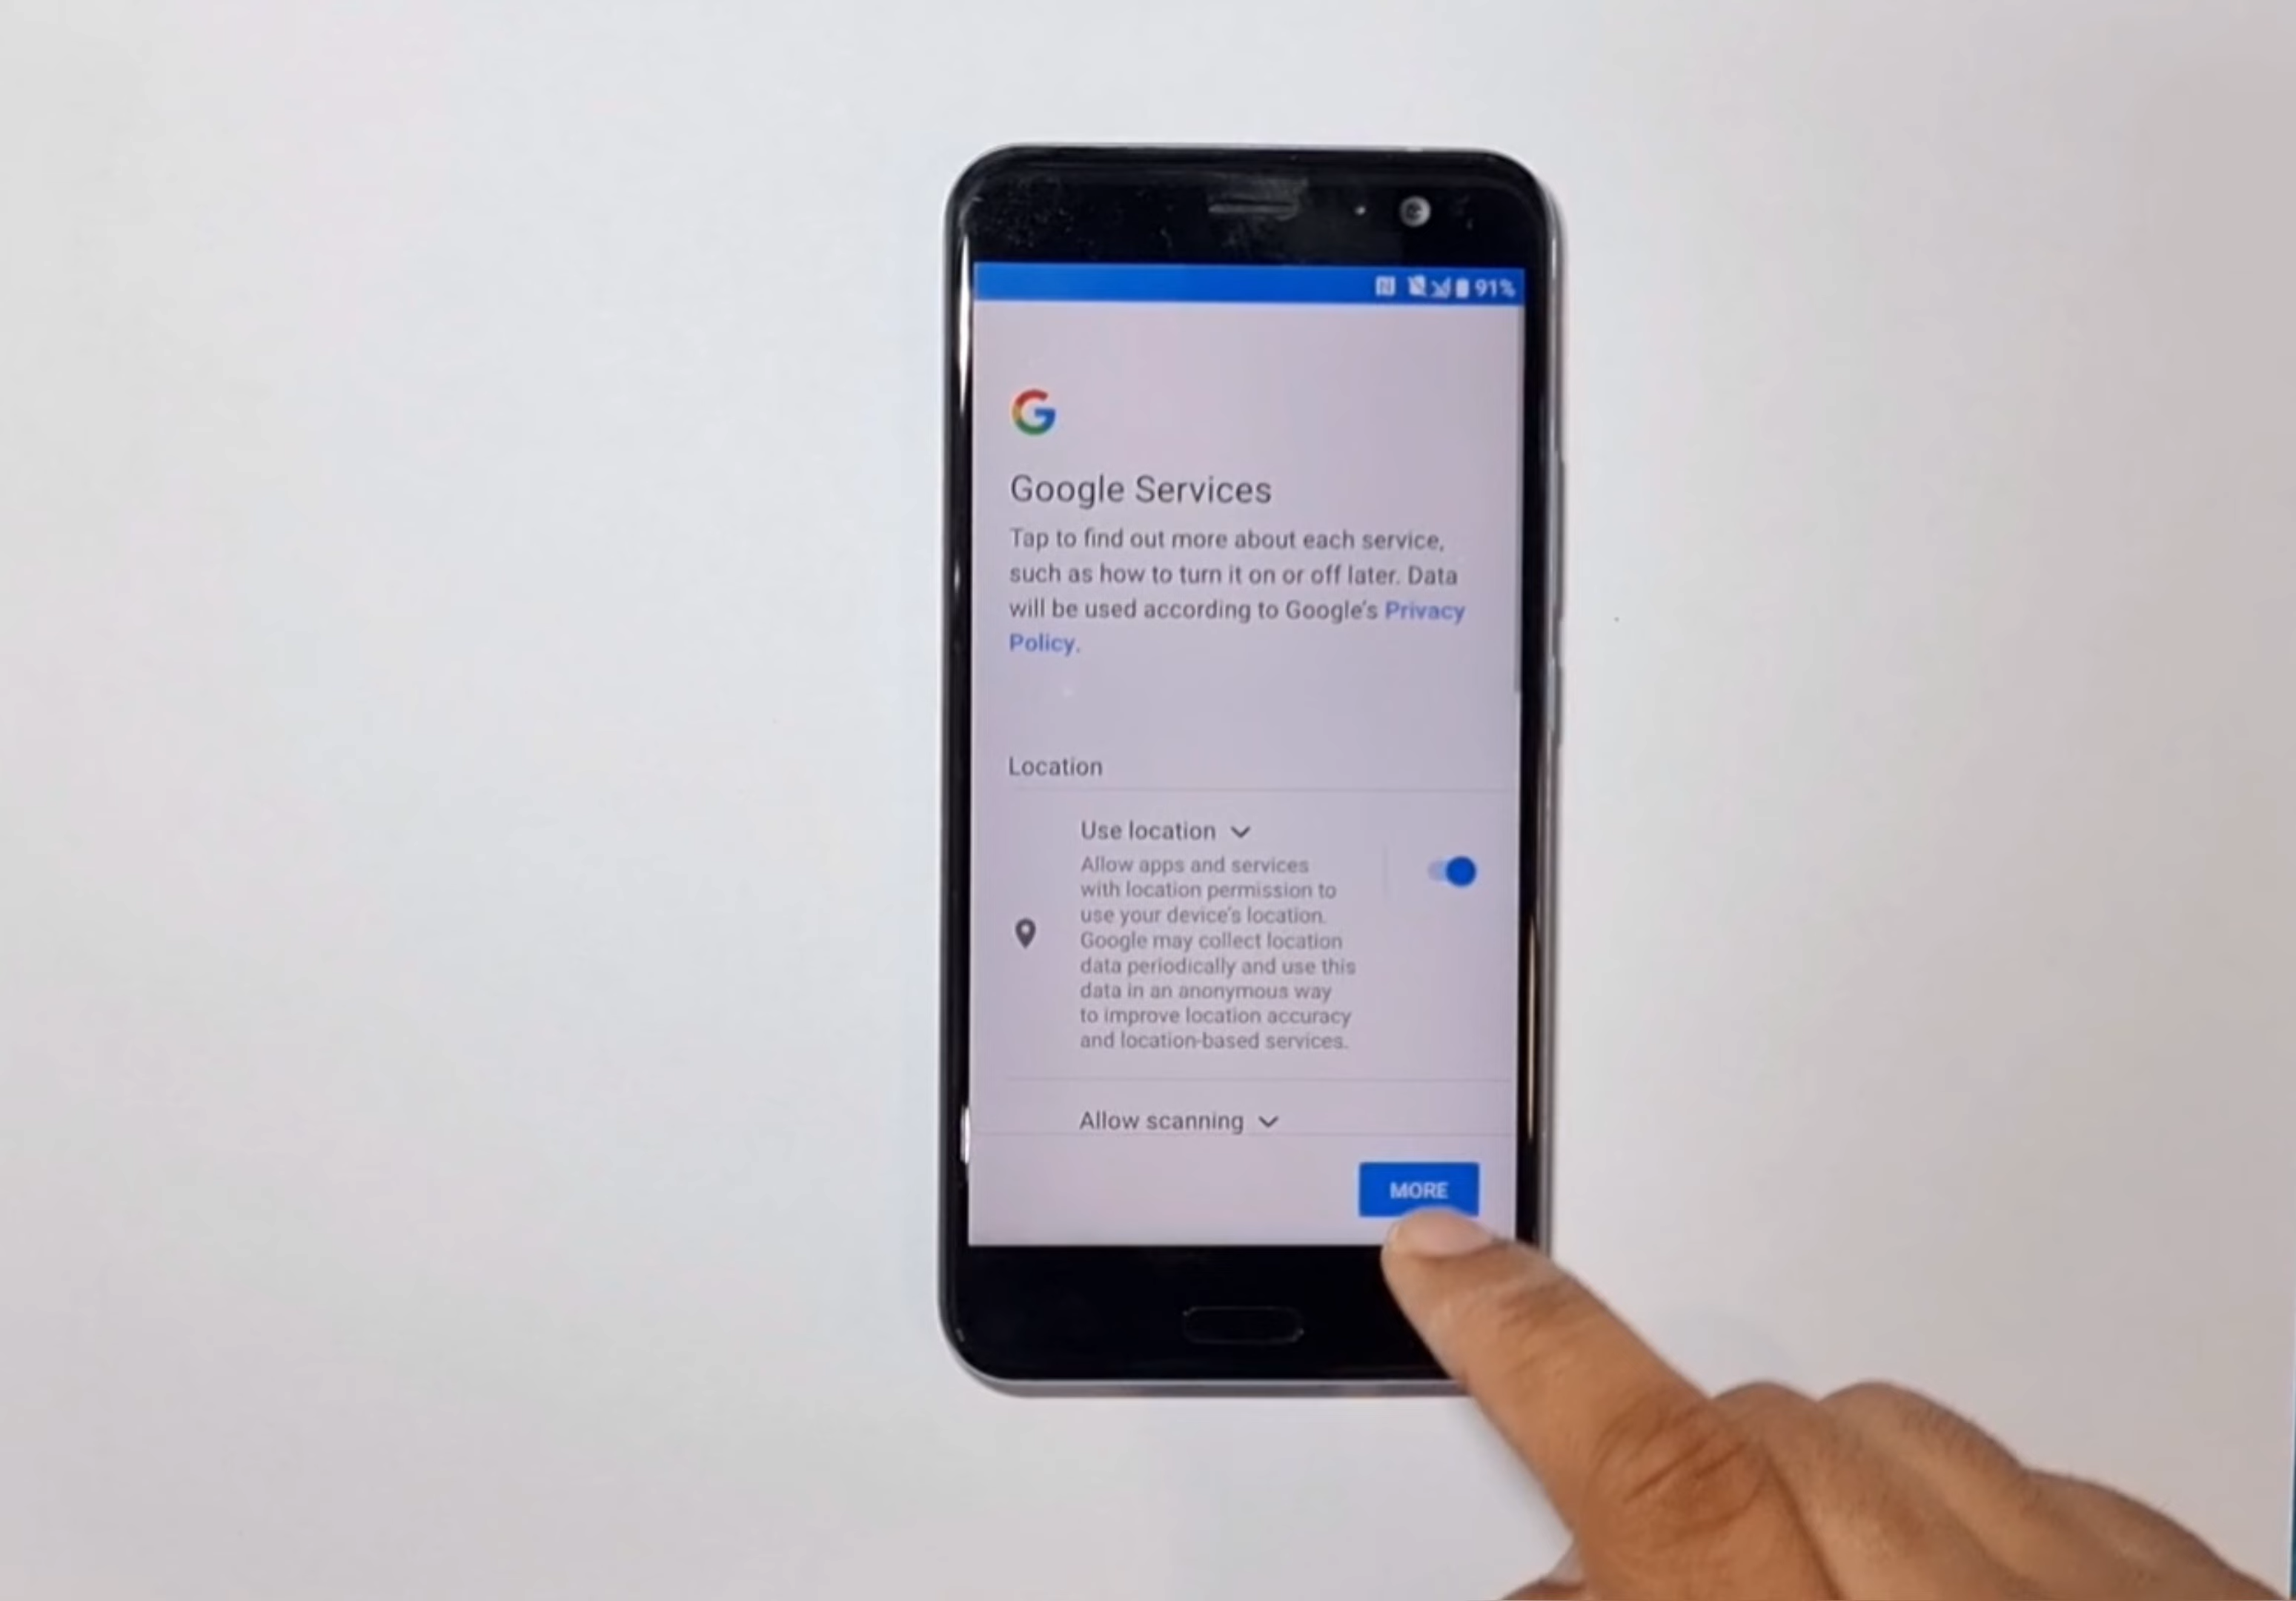 91%
Google Services
Tap to find out more about each service,
such as how to turn it on or off later. Data
will be used according to Google's Privacy
Policy.
Location
Use location
Allow apps and services
with location permission to
use your device's location.
Google may collect location
data periodically and use this
data in an anonymous way
to improve location accuracy
and location-based services.
Allow scanning
MORE